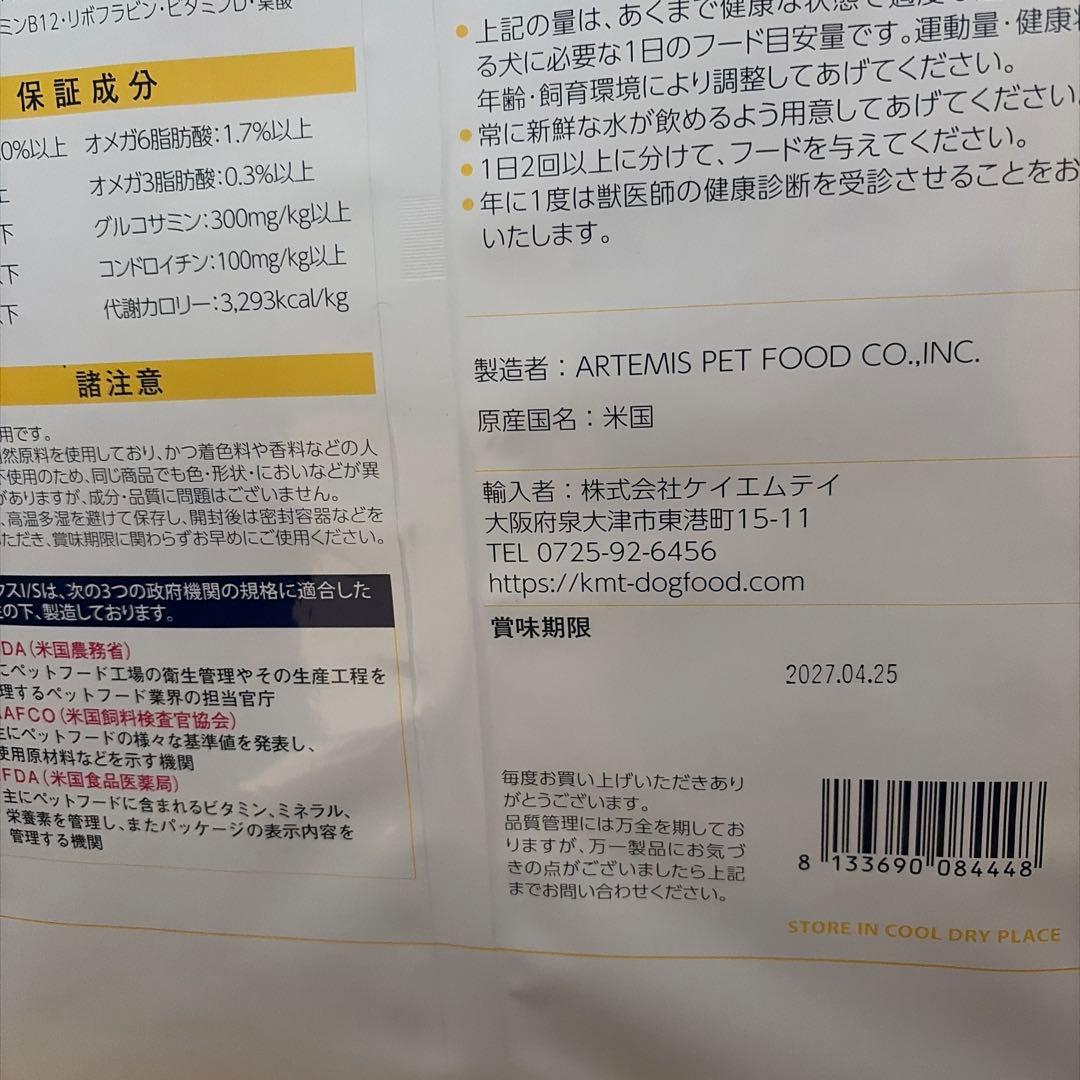 ミンB12・リボフラビン・ビタミンD・葉酸
保証成分
0%以上 オメガ6脂肪酸:1.7%以上
上 オメガ3脂肪酸:0.3%以上
下 グルコサミン:300mg/kg以上
下 コンドロイチン:100mg/kg以上
下 代謝カロリー:3,293kcal/kg
諸注意
用です。
然原料を使用しており、かつ着色料や香料などの人
不使用のため、同じ商品でも色・形状・においなどが異
がありますが、成分・品質に問題はございません。
、高温多湿を避けて保存し、開封後は密封容器などを
ただき、賞味期限に関わらずお早めにご使用ください。
クスI/Sは、次の3つの政府機関の規格に適合した
の下、製造しております。
DA(米国農務省)
にペットフード工場の衛生管理やその生産工程を
理するペットフード業界の担当官庁
AFCO(米国飼料検査官協会)
主にペットフードの様々な基準値を発表し、
使用原材料などを示す機関
FDA(米国食品医薬局)
主にペットフードに含まれるビタミン、ミネラル、
栄養素を管理し、またパッケージの表示内容を
管理する機関
●上記の量は、あくまで健康な状態で適度な
る犬に必要な1日のフード目安量です。運動量・健康
年齢・飼育環境により調整してあげてください。
●常に新鮮な水が飲めるよう用意してあげてください。
●1日2回以上に分けて、フードを与えてください。
●年に1度は獣医師の健康診断を受診させることをお
いたします。
製造者:ARTEMIS PET FOOD CO.,INC.
原産国名:米国
輸入者:株式会社ケイエムテイ
大阪府泉大津市東港町15-11
TEL 0725-92-6456
https://kmt-dogfood.com
賞味期限
2027.04.25
毎度お買い上げいただきあり
がとうございます。
品質管理には万全を期してお
りますが、万一製品にお気づ
きの点がございましたら上記
までお問い合わせください。
8 133690 084448
STORE IN COOL DRY PLACE